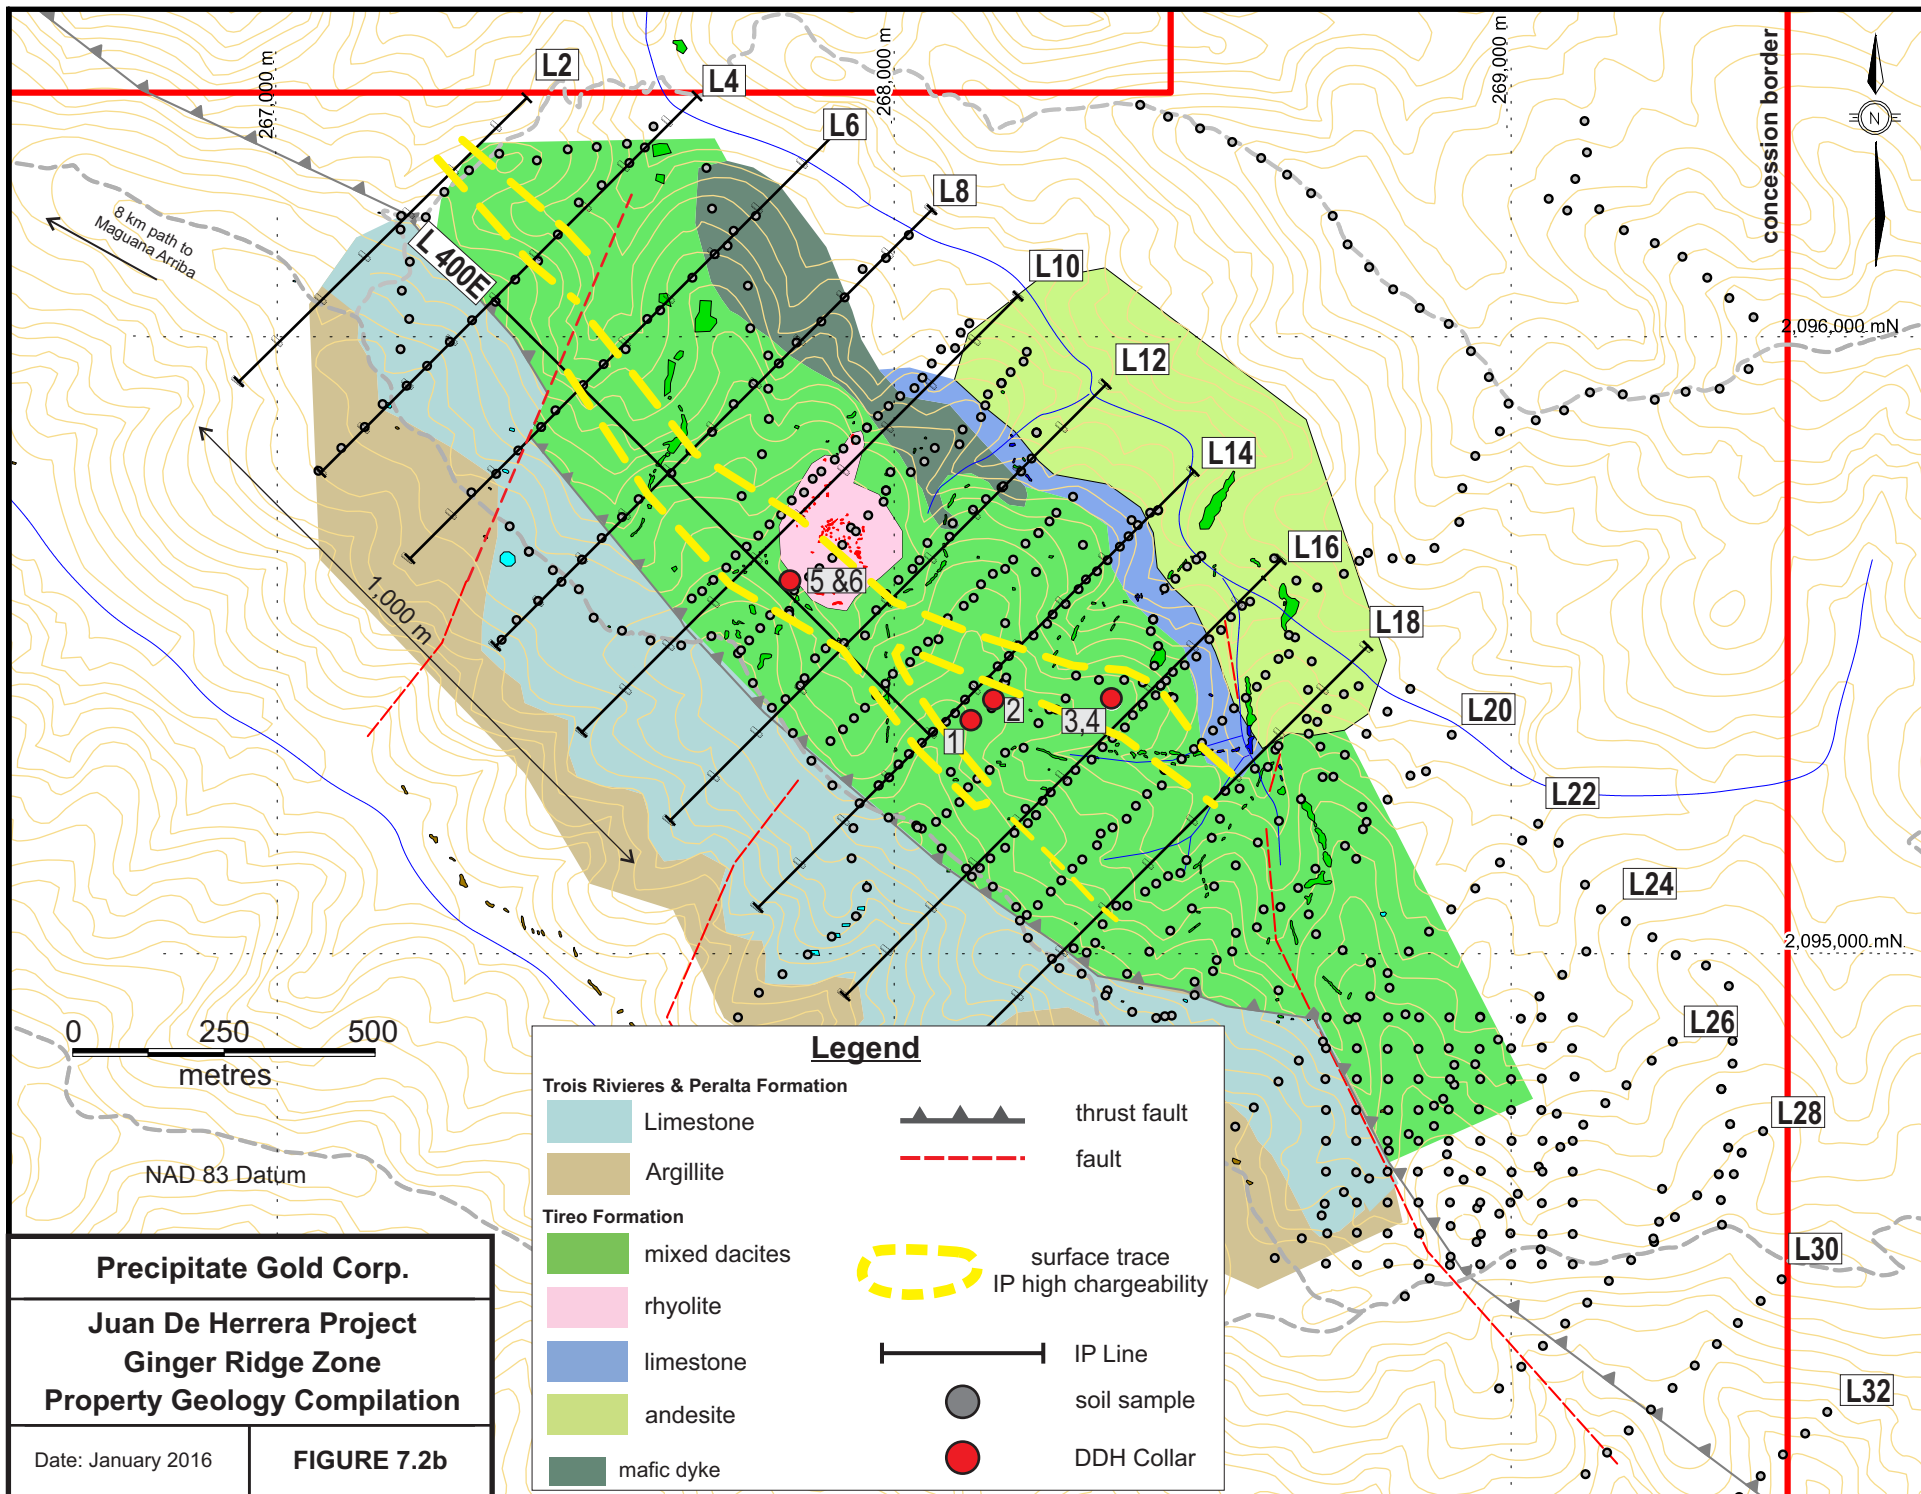 L2
L4
L6
L8
L10
L12
L14
L16
L18
L20
L22
L24
L26
L28
L30
L32
L 400E
267,000 m
268,000 m
269,000 m
concession border
N
2,096,000 mN
2,095,000 mN
8 km path to
Maguana Arriba
1,000 m
5 &6
2
1
3,4
0 250 500
metres
NAD 83 Datum
Legend
Trois Rivieres & Peralta Formation
Limestone
Argillite
Tireo Formation
mixed dacites
rhyolite
limestone
andesite
mafic dyke
thrust fault
fault
surface trace
IP high chargeability
IP Line
soil sample
DDH Collar
Precipitate Gold Corp.
Juan De Herrera Project
Ginger Ridge Zone
Property Geology Compilation
Date: January 2016
FIGURE 7.2b